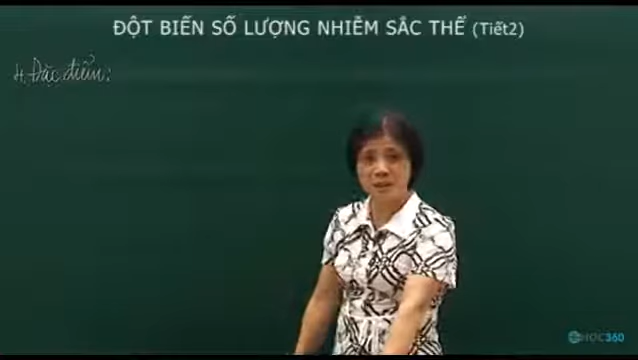 ĐỘT BIẾN SỐ LƯỢNG NHIỄM SẮC THỂ (Tiết2)
4. Đặc điểm:
HOC360